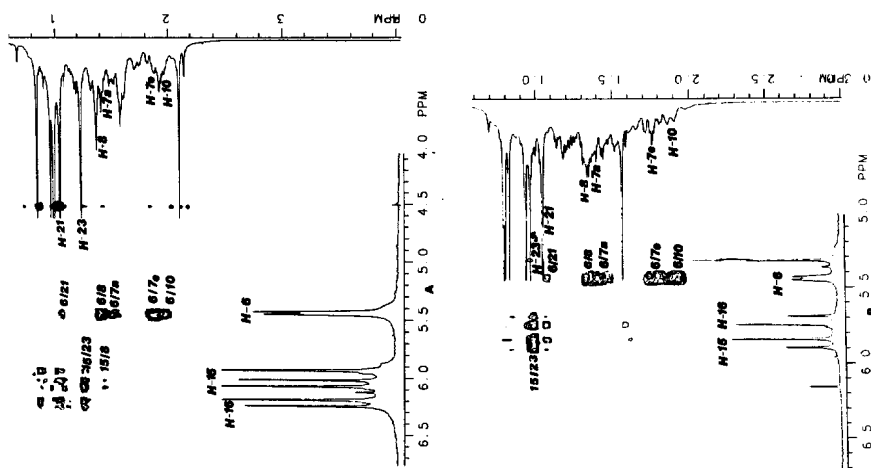 1
2
3
PPM
0
H-8
H-7a
H-7e
H-10
PPM
4.0
4.5
5.0
5.5
6.0
6.5
A
H-21
H-23
6/21
6/8
6/7a
6/7e
6/10
15/23
15/8
H-6
H-15
H-16
1.0
1.5
2.0
2.5
0
H-8
H-7a
H-7e
H-10
H-21
H-23
6/21
6/8
6/7a
6/7e
6/10
15/23
H-6
H-16
H-15
5.0
5.5
6.0
6.5